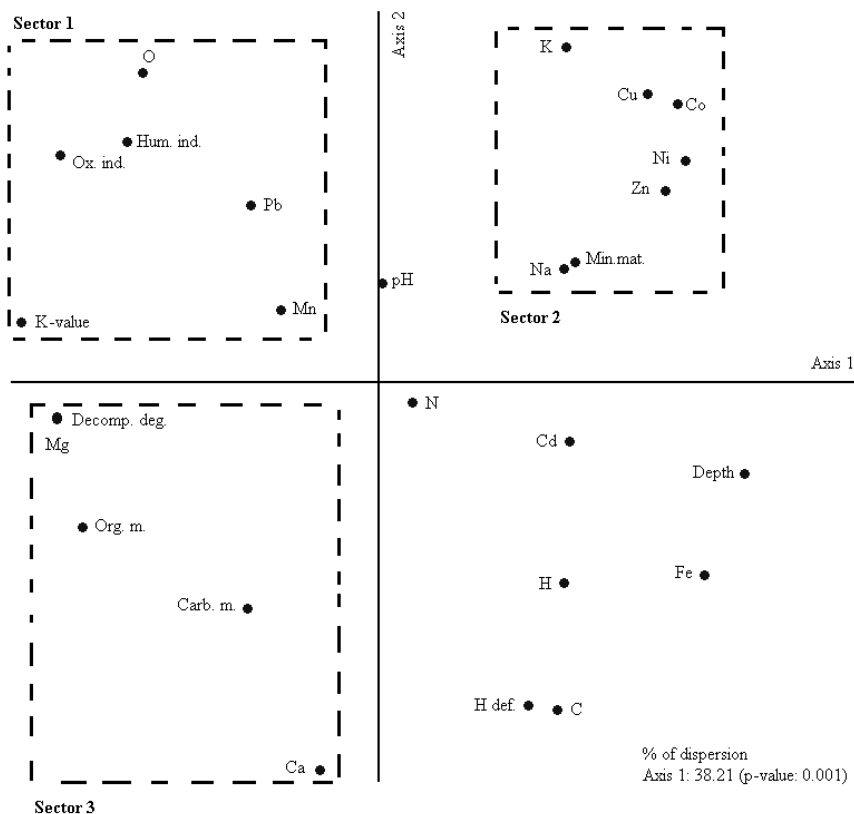 Sector 1
Axis 2
O
K
Cu
Co
Hum. ind.
Ox. ind.
Ni
Zn
Pb
Min.mat.
Na
pH
Mn
K-value
Sector 2
Axis 1
N
Decomp. deg.
Mg
Cd
Depth
Org. m.
Fe
H
Carb. m.
H def.
C
Ca
% of dispersion
Axis 1: 38.21 (p-value: 0.001)
Sector 3